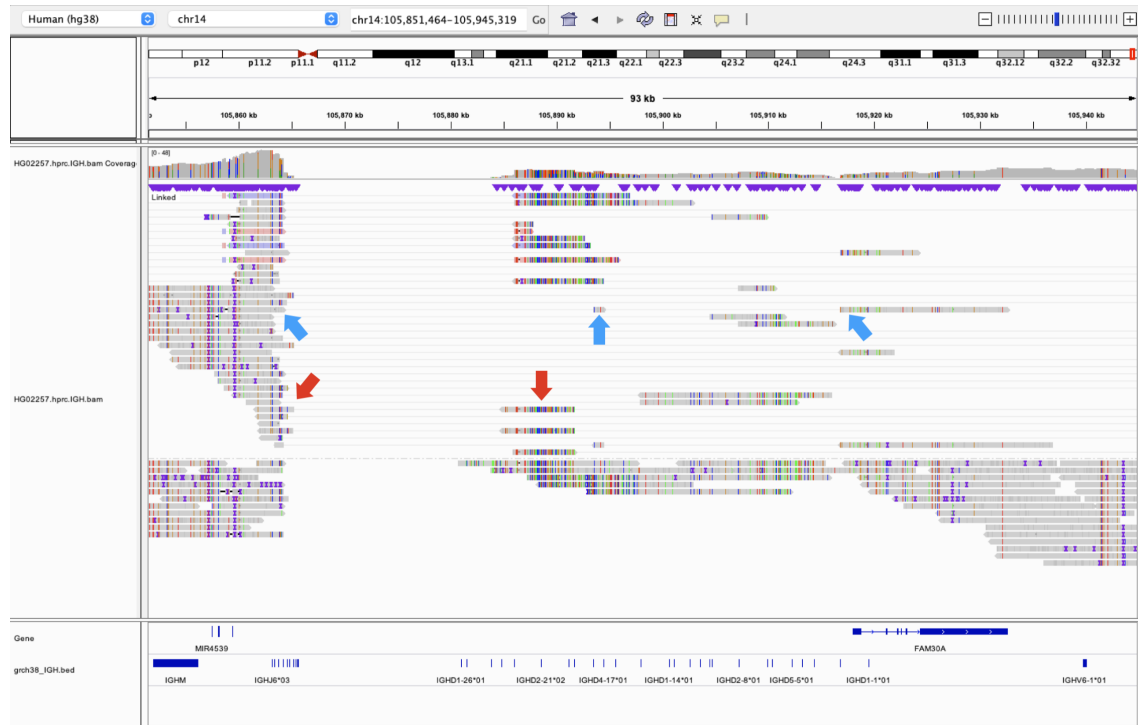 Human (hg38)
chr14
chr14:105,851,464-105,945,319
Go
p12 p11.2 p11.1 q11.2 q12 q13.1 q21.1 q21.2 q21.3 q22.1 q22.3 q23.2 q24.1 q24.3 q31.1 q31.3 q32.12 q32.2 q32.32
93 kb
105,860 kb 105,870 kb 105,880 kb 105,890 kb 105,900 kb 105,910 kb 105,920 kb 105,930 kb 105,940 kb
HG02257.hprc.IGH.bam Coverag
[0 - 48]
Linked
HG02257.hprc.IGH.bam
Gene
MIR4539 FAM30A
grch38_IGH.bed
IGHM IGHJ6*03 IGHD1-26*01 IGHD2-21*02 IGHD4-17*01 IGHD1-14*01 IGHD2-8*01 IGHD5-5*01 IGHD1-1*01 IGHV6-1*01